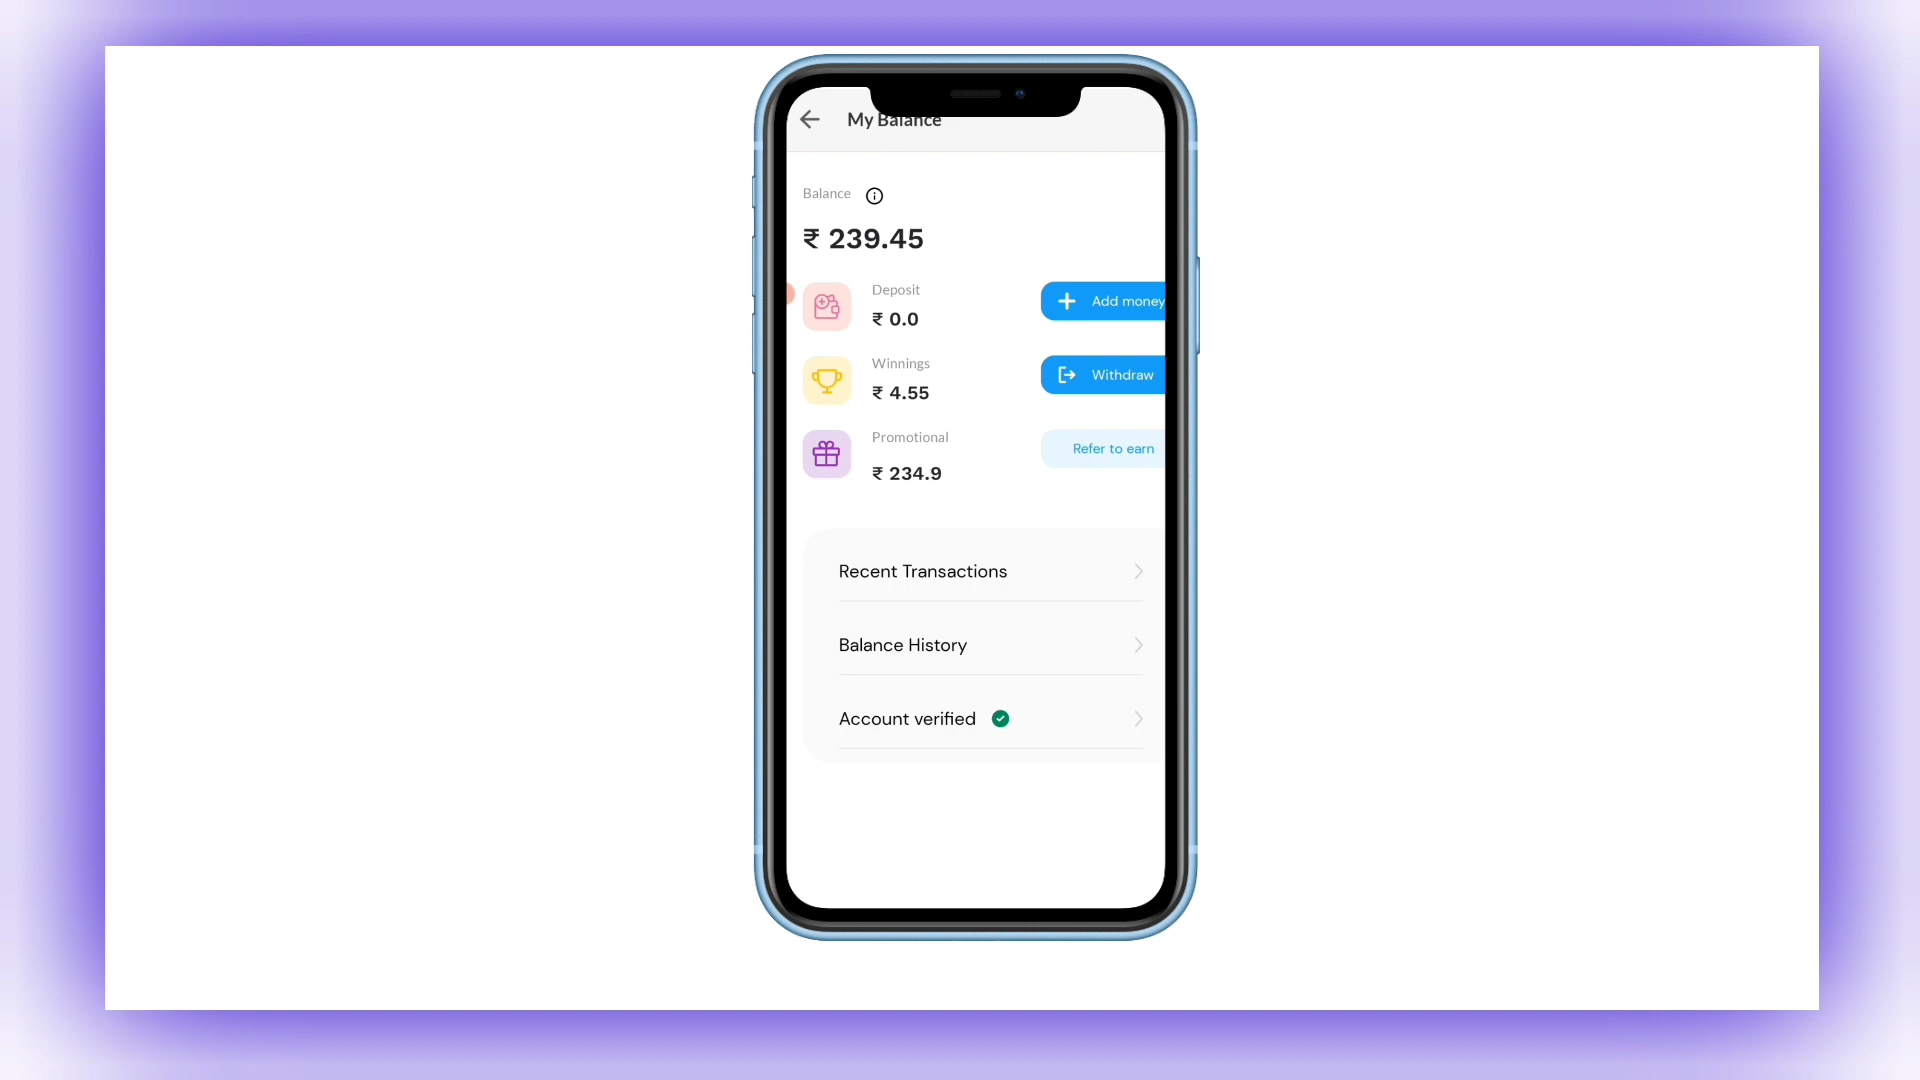 My Balance
Balance
₹ 239.45
Deposit
₹ 0.0
Add money
Winnings
₹ 4.55
Withdraw
Promotional
₹ 234.9
Refer to earn
Recent Transactions
Balance History
Account verified